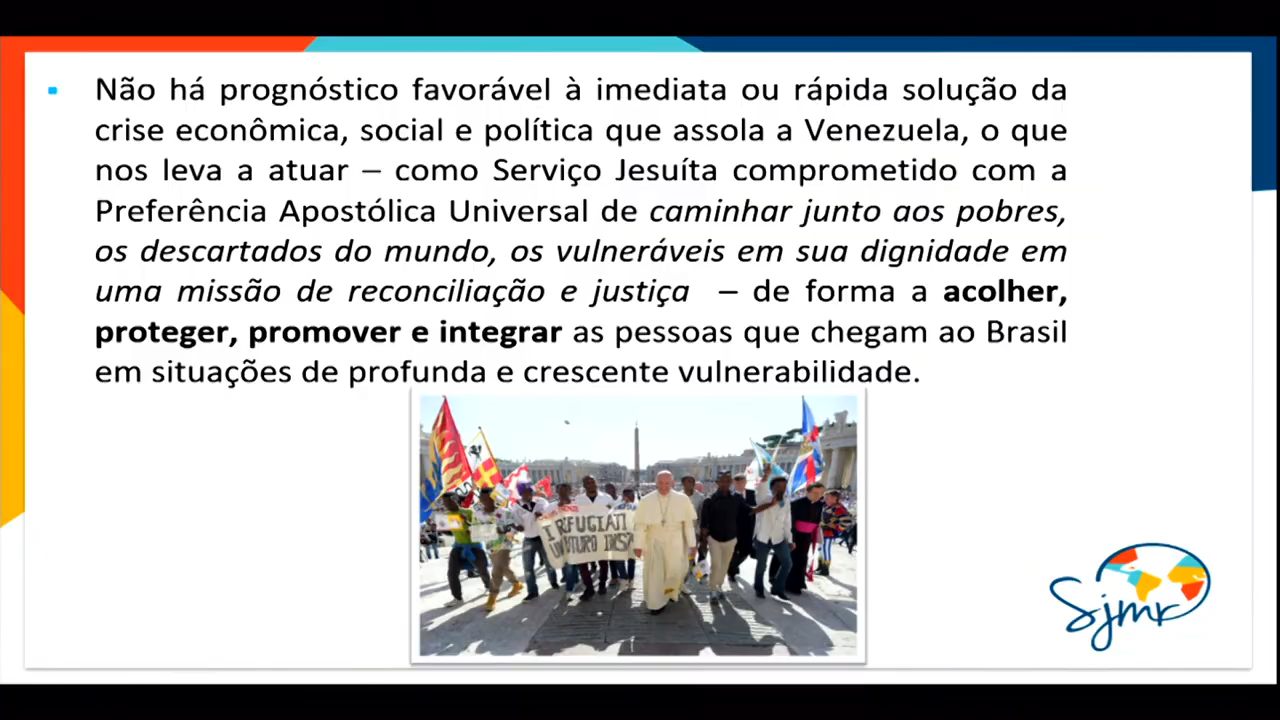 Não há prognóstico favorável à imediata ou rápida solução da
crise econômica, social e política que assola a Venezuela, o que
nos leva a atuar – como Serviço Jesuíta comprometido com a
Preferência Apostólica Universal de caminhar junto aos pobres,
os descartados do mundo, os vulneráveis em sua dignidade em
uma missão de reconciliação e justiça – de forma a acolher,
proteger, promover e integrar as pessoas que chegam ao Brasil
em situações de profunda e crescente vulnerabilidade.
I REFUGIATI
UN FUTURO INSI
Sjmr